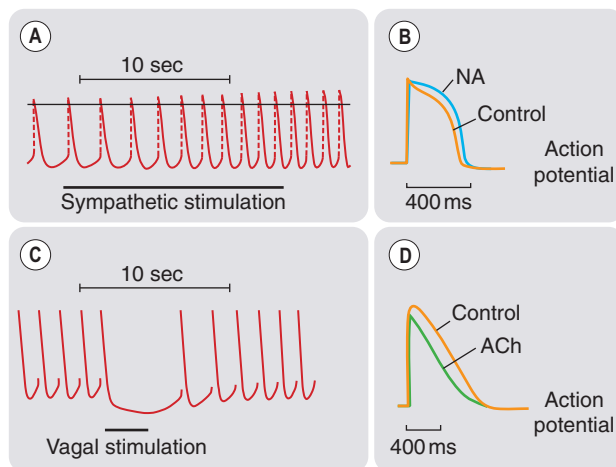 A
10 sec
Sympathetic stimulation
B
NA
Control
Action
potential
400 ms
C
10 sec
Vagal stimulation
D
Control
ACh
Action
potential
400 ms